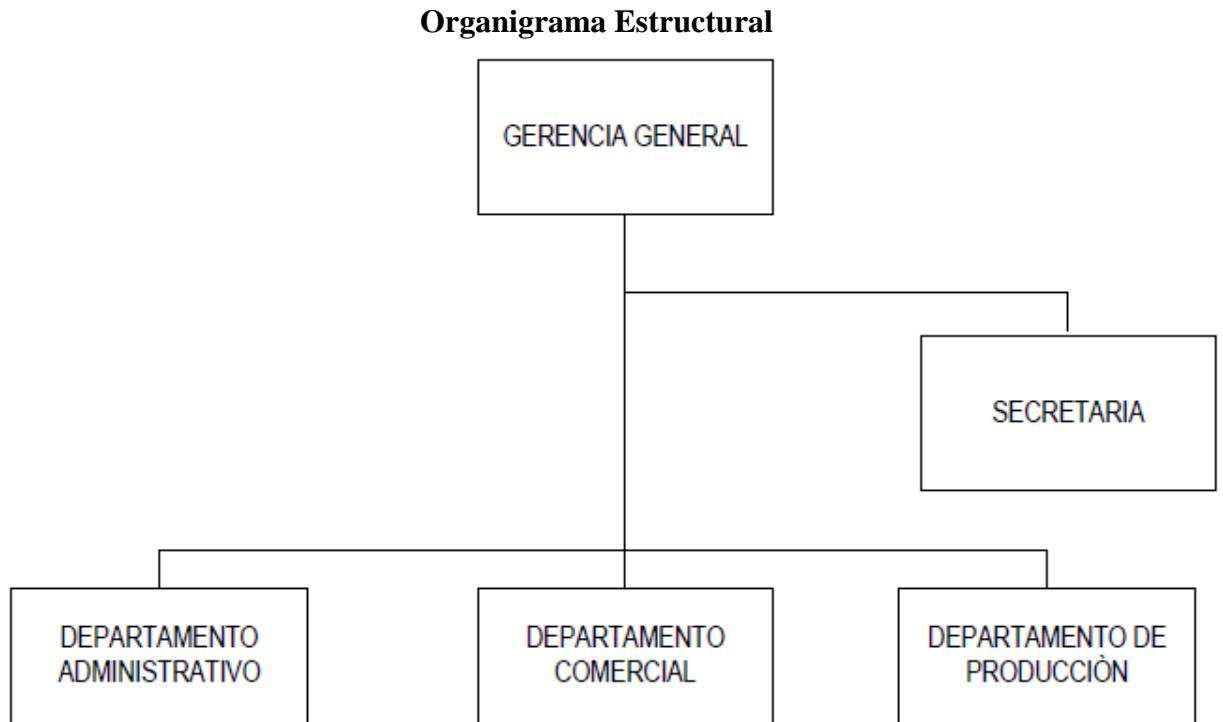 Organigrama Estructural
GERENCIA GENERAL
SECRETARIA
DEPARTAMENTO
ADMINISTRATIVO
DEPARTAMENTO
COMERCIAL
DEPARTAMENTO DE
PRODUCCIÒN